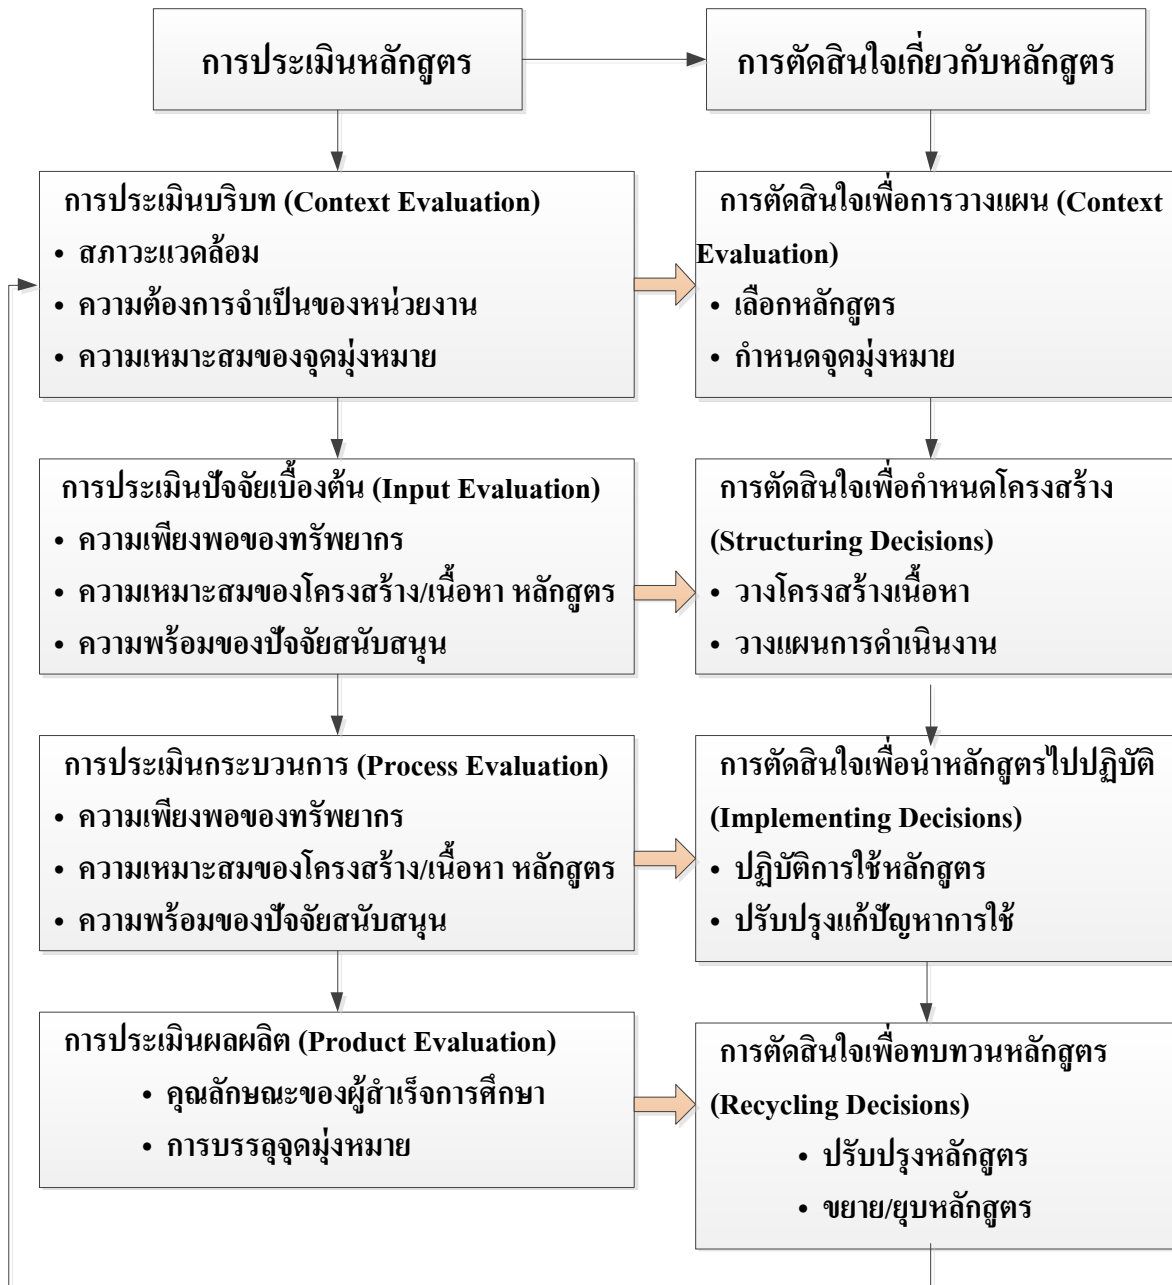 การประเมินหลักสูตร
การตัดสินใจเกี่ยวกับหลักสูตร
การประเมินบริบท (Context Evaluation)
• สภาวะแวดล้อม
• ความต้องการจำเป็นของหน่วยงาน
• ความเหมาะสมของจุดมุ่งหมาย
การตัดสินใจเพื่อการวางแผน (Context
Evaluation)
• เลือกหลักสูตร
• กำหนดจุดมุ่งหมาย
การประเมินปัจจัยเบื้องต้น (Input Evaluation)
• ความเพียงพอของทรัพยากร
• ความเหมาะสมของโครงสร้าง/เนื้อหา หลักสูตร
• ความพร้อมของปัจจัยสนับสนุน
การตัดสินใจเพื่อกำหนดโครงสร้าง
(Structuring Decisions)
• วางโครงสร้างเนื้อหา
• วางแผนการดำเนินงาน
การประเมินกระบวนการ (Process Evaluation)
• ความเพียงพอของทรัพยากร
• ความเหมาะสมของโครงสร้าง/เนื้อหา หลักสูตร
• ความพร้อมของปัจจัยสนับสนุน
การตัดสินใจเพื่อนำหลักสูตรไปปฏิบัติ
(Implementing Decisions)
• ปฏิบัติการใช้หลักสูตร
• ปรับปรุงแก้ปัญหาการใช้
การประเมินผลผลิต (Product Evaluation)
• คุณลักษณะของผู้สำเร็จการศึกษา
• การบรรลุจุดมุ่งหมาย
การตัดสินใจเพื่อทบทวนหลักสูตร
(Recycling Decisions)
• ปรับปรุงหลักสูตร
• ขยาย/ยุบหลักสูตร